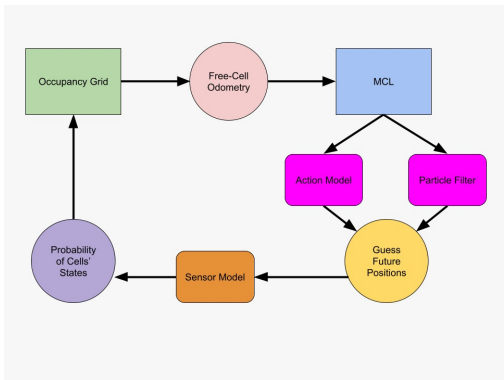 Occupancy Grid
Free-Cell
Odometry
MCL
Action Model
Particle Filter
Guess
Future
Positions
Sensor Model
Probability
of Cells'
States